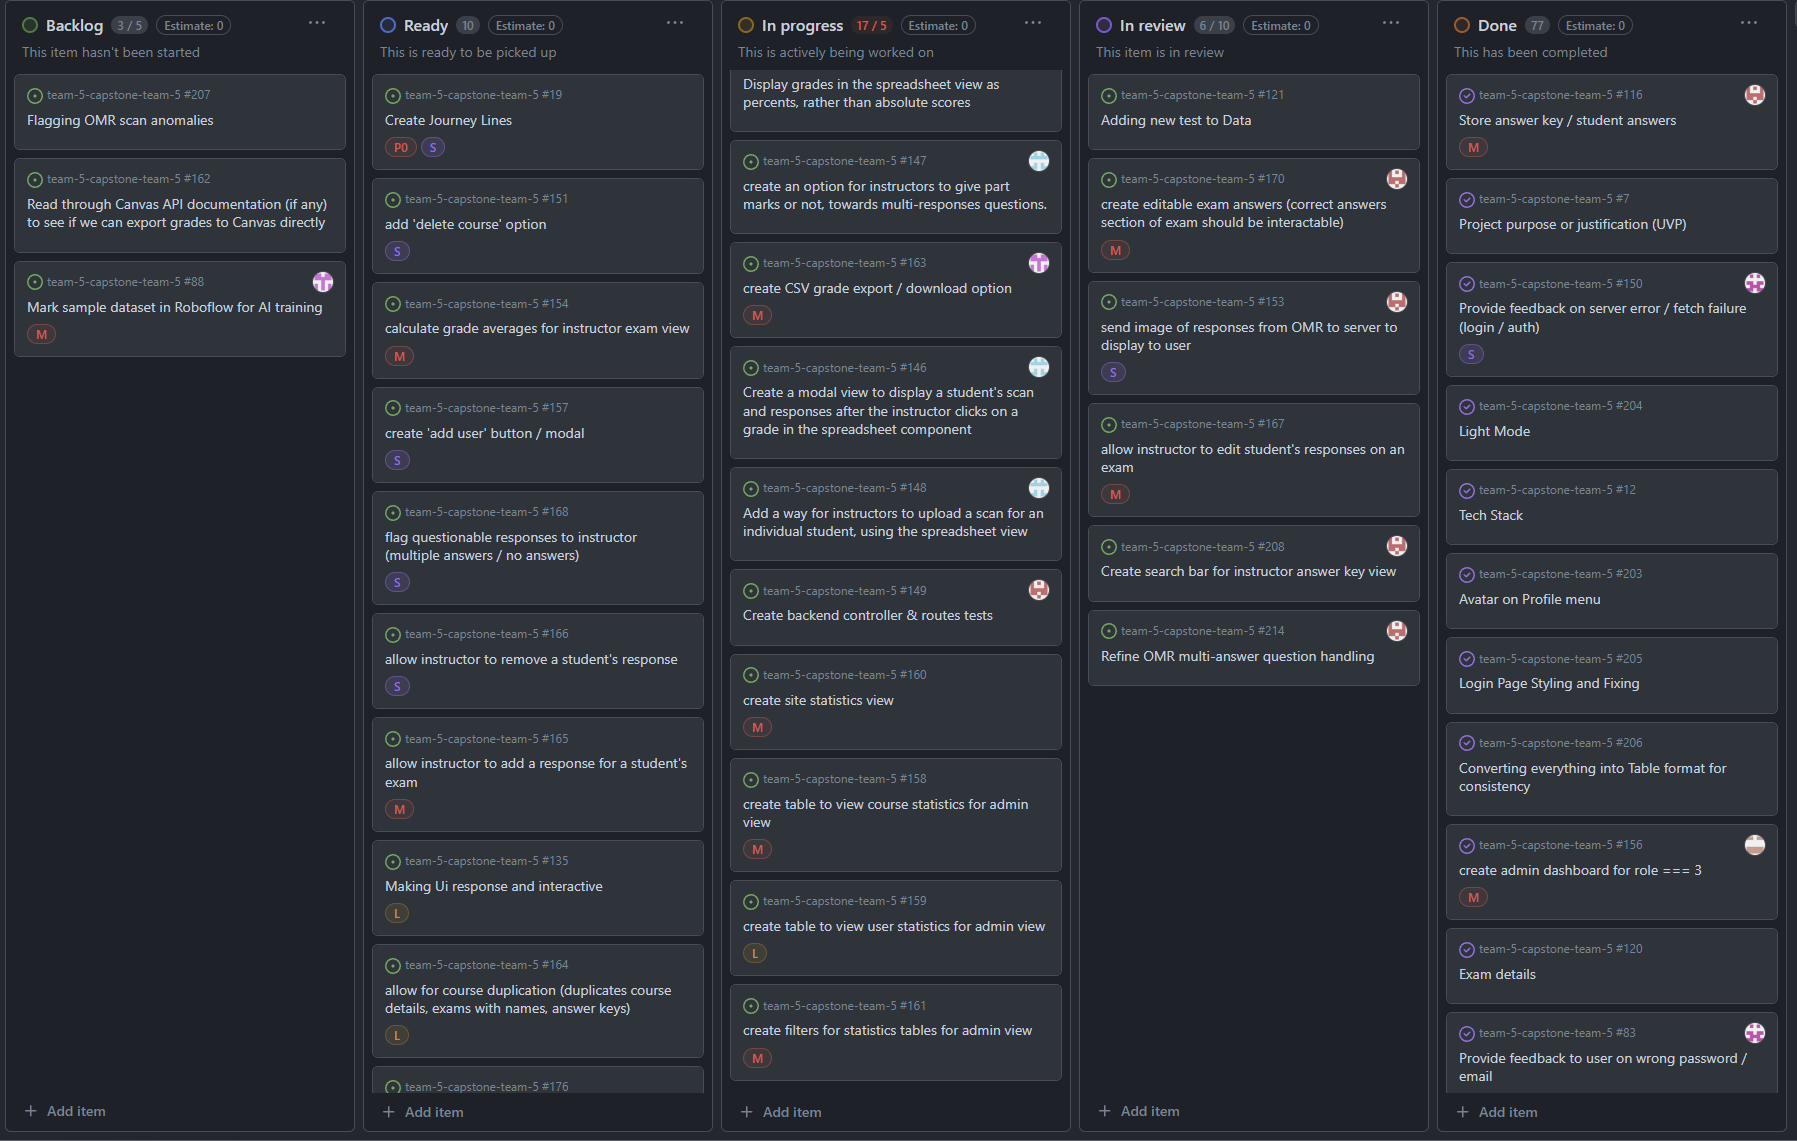 Backlog 3 / 5 Estimate: 0 ...
This item hasn't been started
team-5-capstone-team-5 #207
Flagging OMR scan anomalies
team-5-capstone-team-5 #162
Read through Canvas API documentation (if any)
to see if we can export grades to Canvas directly
team-5-capstone-team-5 #88
Mark sample dataset in Roboflow for AI training
M
+ Add item
Ready 10 Estimate: 0 ...
This is ready to be picked up
team-5-capstone-team-5 #19
Create Journey Lines
P0 S
team-5-capstone-team-5 #151
add 'delete course' option
S
team-5-capstone-team-5 #154
calculate grade averages for instructor exam view
M
team-5-capstone-team-5 #157
create 'add user' button / modal
S
team-5-capstone-team-5 #168
flag questionable responses to instructor
(multiple answers / no answers)
S
team-5-capstone-team-5 #166
allow instructor to remove a student's response
S
team-5-capstone-team-5 #165
allow instructor to add a response for a student's
exam
M
team-5-capstone-team-5 #135
Making Ui response and interactive
L
team-5-capstone-team-5 #164
allow for course duplication (duplicates course
details, exams with names, answer keys)
L
team-5-capstone-team-5 #176
+ Add item
In progress 17 / 5 Estimate: 0 ...
This is actively being worked on
Display grades in the spreadsheet view as
percents, rather than absolute scores
team-5-capstone-team-5 #147
create an option for instructors to give part
marks or not, towards multi-responses questions.
team-5-capstone-team-5 #163
create CSV grade export / download option
M
team-5-capstone-team-5 #146
Create a modal view to display a student's scan
and responses after the instructor clicks on a
grade in the spreadsheet component
team-5-capstone-team-5 #148
Add a way for instructors to upload a scan for an
individual student, using the spreadsheet view
team-5-capstone-team-5 #149
Create backend controller & routes tests
team-5-capstone-team-5 #160
create site statistics view
M
team-5-capstone-team-5 #158
create table to view course statistics for admin
view
M
team-5-capstone-team-5 #159
create table to view user statistics for admin view
L
team-5-capstone-team-5 #161
create filters for statistics tables for admin view
M
+ Add item
In review 6 / 10 Estimate: 0 ...
This item is in review
team-5-capstone-team-5 #121
Adding new test to Data
team-5-capstone-team-5 #170
create editable exam answers (correct answers
section of exam should be interactable)
M
team-5-capstone-team-5 #153
send image of responses from OMR to server to
display to user
S
team-5-capstone-team-5 #167
allow instructor to edit student's responses on an
exam
M
team-5-capstone-team-5 #208
Create search bar for instructor answer key view
team-5-capstone-team-5 #214
Refine OMR multi-answer question handling
+ Add item
Done 77 Estimate: 0 ...
This has been completed
team-5-capstone-team-5 #116
Store answer key / student answers
M
team-5-capstone-team-5 #7
Project purpose or justification (UVP)
team-5-capstone-team-5 #150
Provide feedback on server error / fetch failure
(login / auth)
S
team-5-capstone-team-5 #204
Light Mode
team-5-capstone-team-5 #12
Tech Stack
team-5-capstone-team-5 #203
Avatar on Profile menu
team-5-capstone-team-5 #205
Login Page Styling and Fixing
team-5-capstone-team-5 #206
Converting everything into Table format for
consistency
team-5-capstone-team-5 #156
create admin dashboard for role === 3
M
team-5-capstone-team-5 #120
Exam details
team-5-capstone-team-5 #83
Provide feedback to user on wrong password /
email
+ Add item